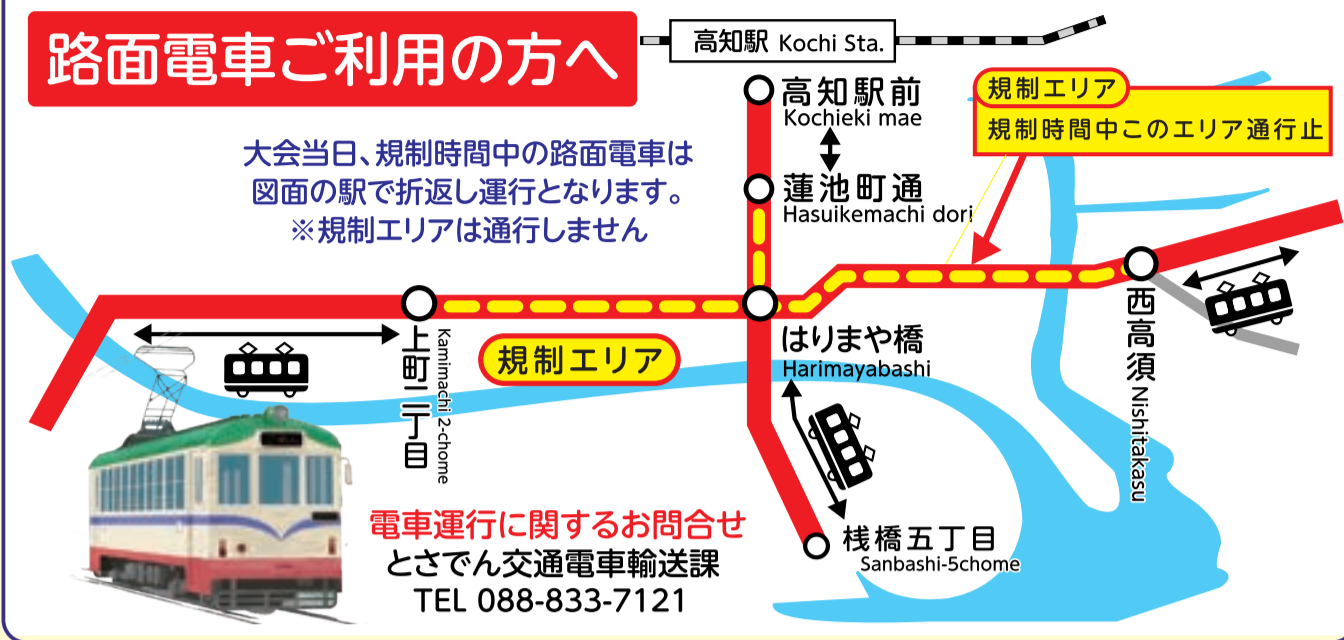 路面電車ご利用の方へ
高知駅 Kochi Sta.
高知駅前
Kochieki mae
規制エリア
規制時間中このエリア通行止
大会当日、規制時間中の路面電車は
図面の駅で折返し運行となります。
※規制エリアは通行しません
蓮池町通
Hasuikemachi dori
上町二丁目
Kamimachi 2-chome
規制エリア
はりまや橋
Harimayabashi
西高須
Nishitakasu
電車運行に関するお問合せ
とさでん交通電車輸送課
TEL 088-833-7121
桟橋五丁目
Sanbashi-5chome